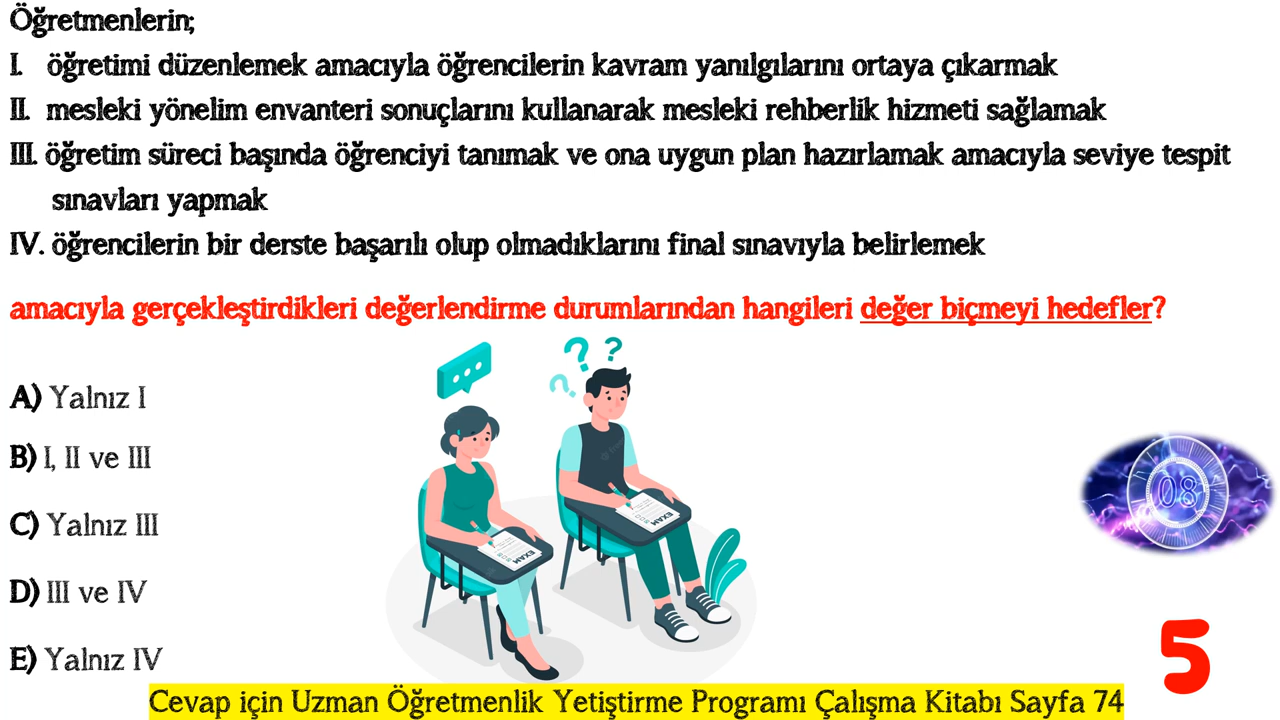 Öğretmenlerin;
I. öğretimi düzenlemek amacıyla öğrencilerin kavram yanılgılarını ortaya çıkarmak
II. mesleki yönelim envanteri sonuçlarını kullanarak mesleki rehberlik hizmeti sağlamak
III. öğretim süreci başında öğrenciyi tanımak ve ona uygun plan hazırlamak amacıyla seviye tespit
sınavları yapmak
IV. öğrencilerin bir derste başarılı olup olmadıklarını final sınavıyla belirlemek
amacıyla gerçekleştirdikleri değerlendirme durumlarından hangileri değer biçmeyi hedefler?
A) Yalnız I
B) I, II ve III
C) Yalnız III
D) III ve IV
E) Yalnız IV
EXAM
EXAM
08
5
Cevap için Uzman Öğretmenlik Yetiştirme Programı Çalışma Kitabı Sayfa 74